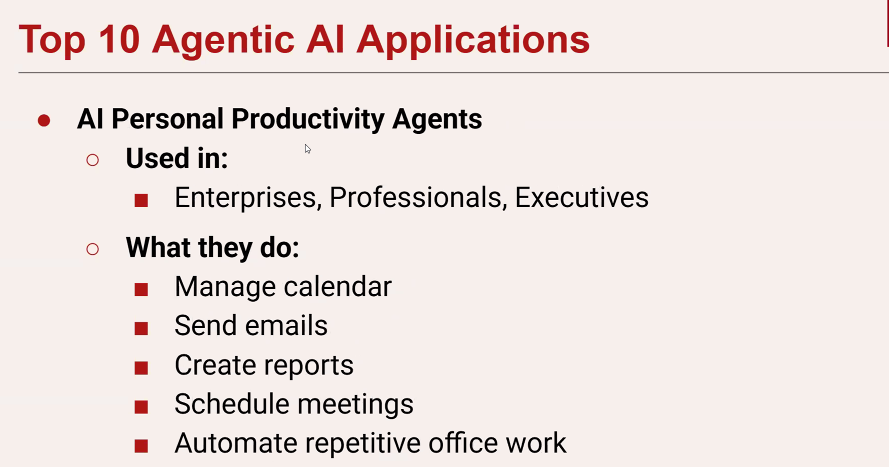 Top 10 Agentic AI Applications
● AI Personal Productivity Agents
○ Used in:
■ Enterprises, Professionals, Executives
○ What they do:
■ Manage calendar
■ Send emails
■ Create reports
■ Schedule meetings
■ Automate repetitive office work